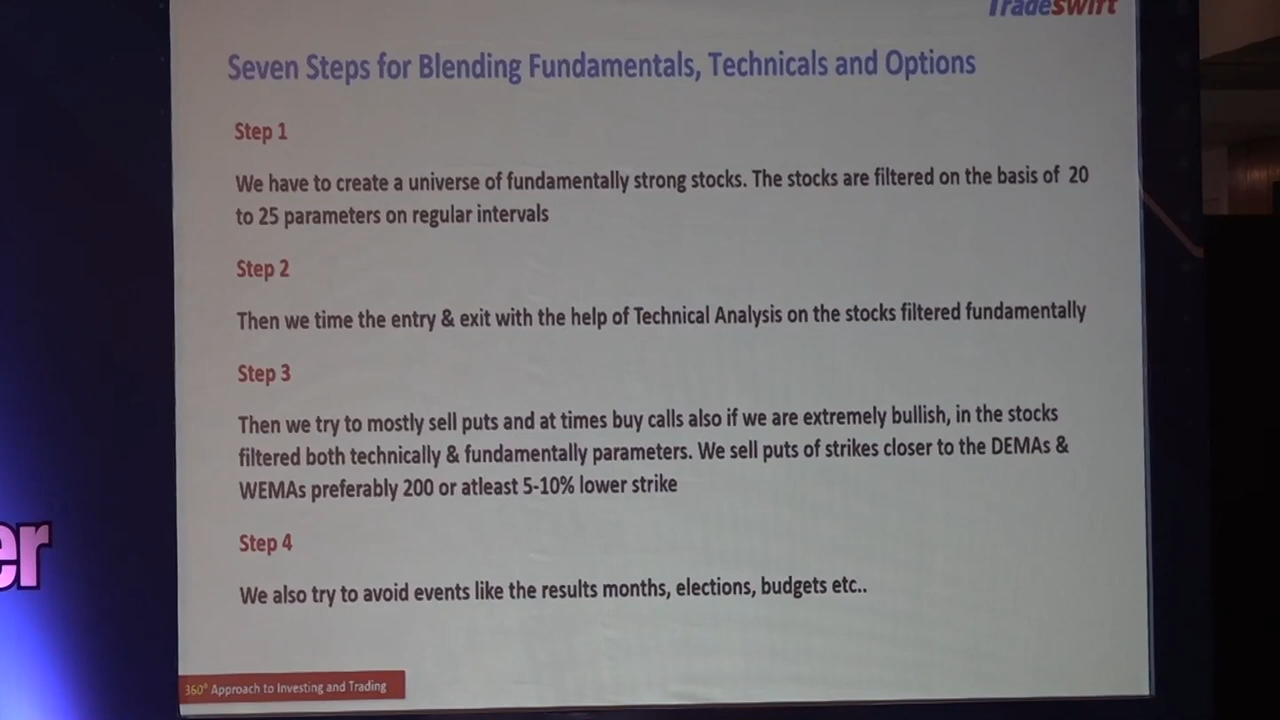 Tradeswift
Seven Steps for Blending Fundamentals, Technicals and Options
Step 1
We have to create a universe of fundamentally strong stocks. The stocks are filtered on the basis of 20
to 25 parameters on regular intervals
Step 2
Then we time the entry & exit with the help of Technical Analysis on the stocks filtered fundamentally
Step 3
Then we try to mostly sell puts and at times buy calls also if we are extremely bullish, in the stocks
filtered both technically & fundamentally parameters. We sell puts of strikes closer to the DEMAs &
WEMAs preferably 200 or atleast 5-10% lower strike
Step 4
We also try to avoid events like the results months, elections, budgets etc..
er
360° Approach to Investing and Trading